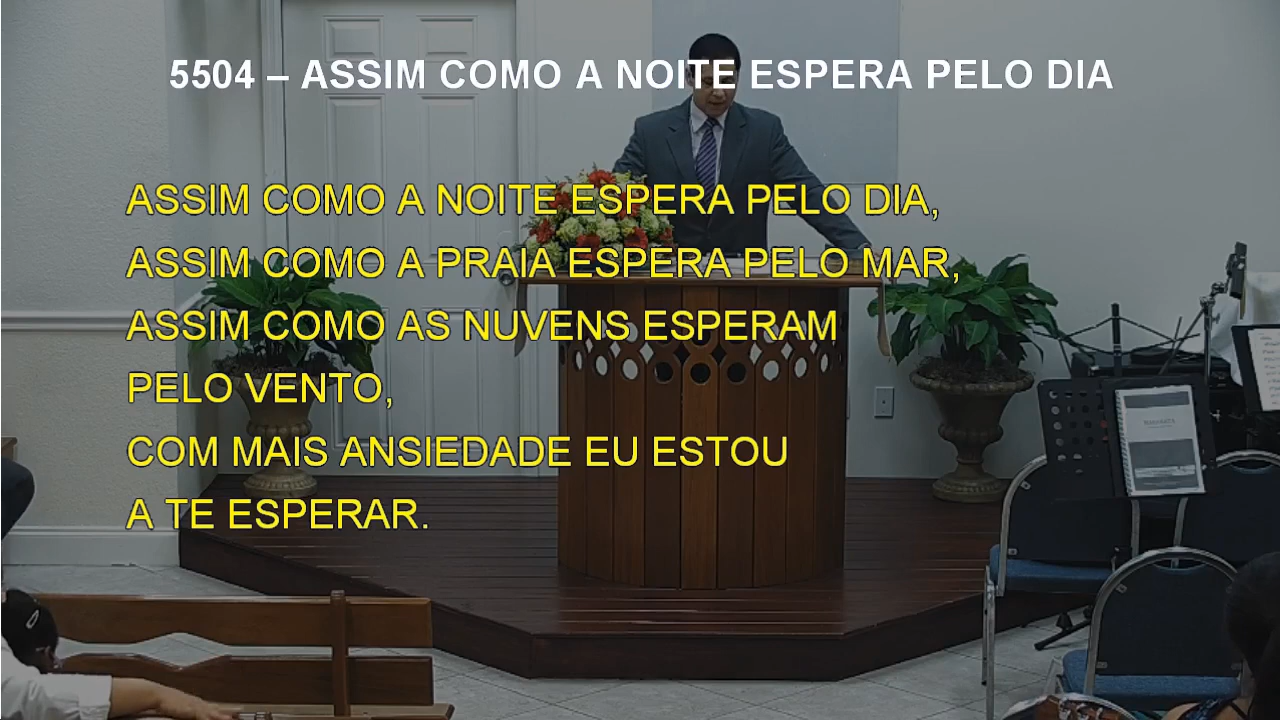 5504 – ASSIM COMO A NOITE ESPERA PELO DIA
ASSIM COMO A NOITE ESPERA PELO DIA,
ASSIM COMO A PRAIA ESPERA PELO MAR,
ASSIM COMO AS NUVENS ESPERAM
PELO VENTO,
COM MAIS ANSIEDADE EU ESTOU
A TE ESPERAR.